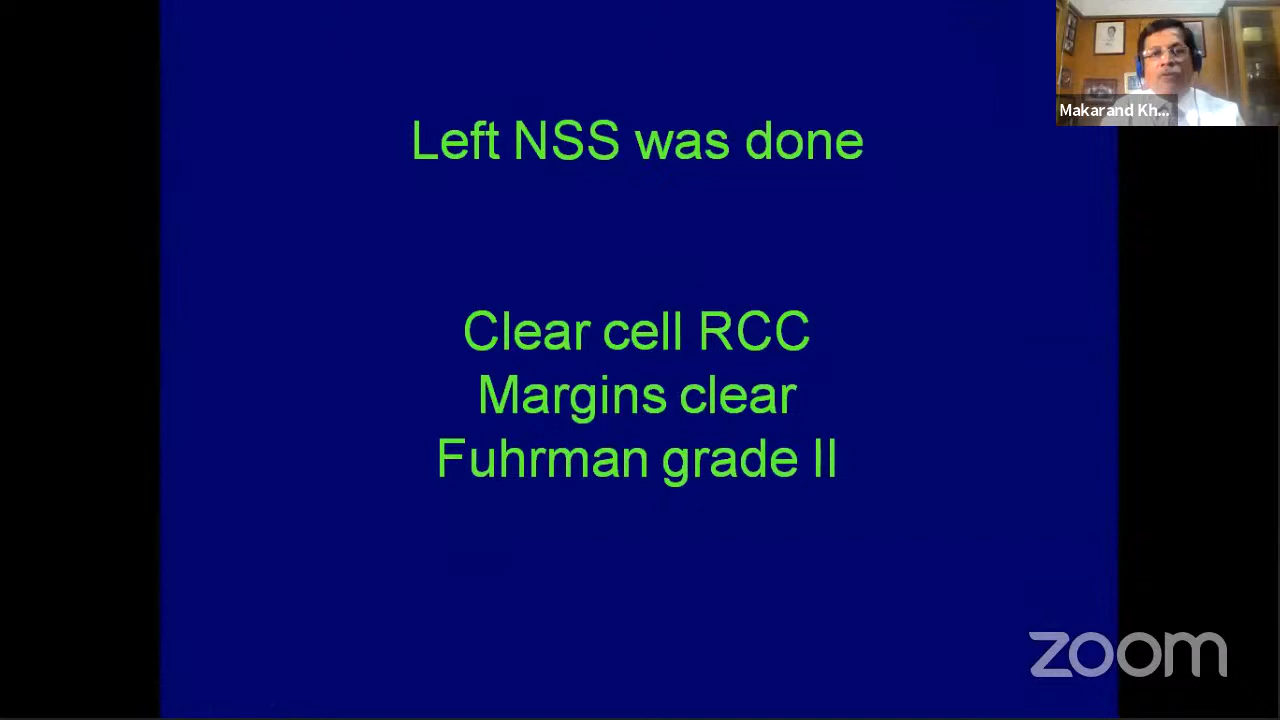 Left NSS was done
Clear cell RCC
Margins clear
Fuhrman grade II
Makarand Kh...
zoom